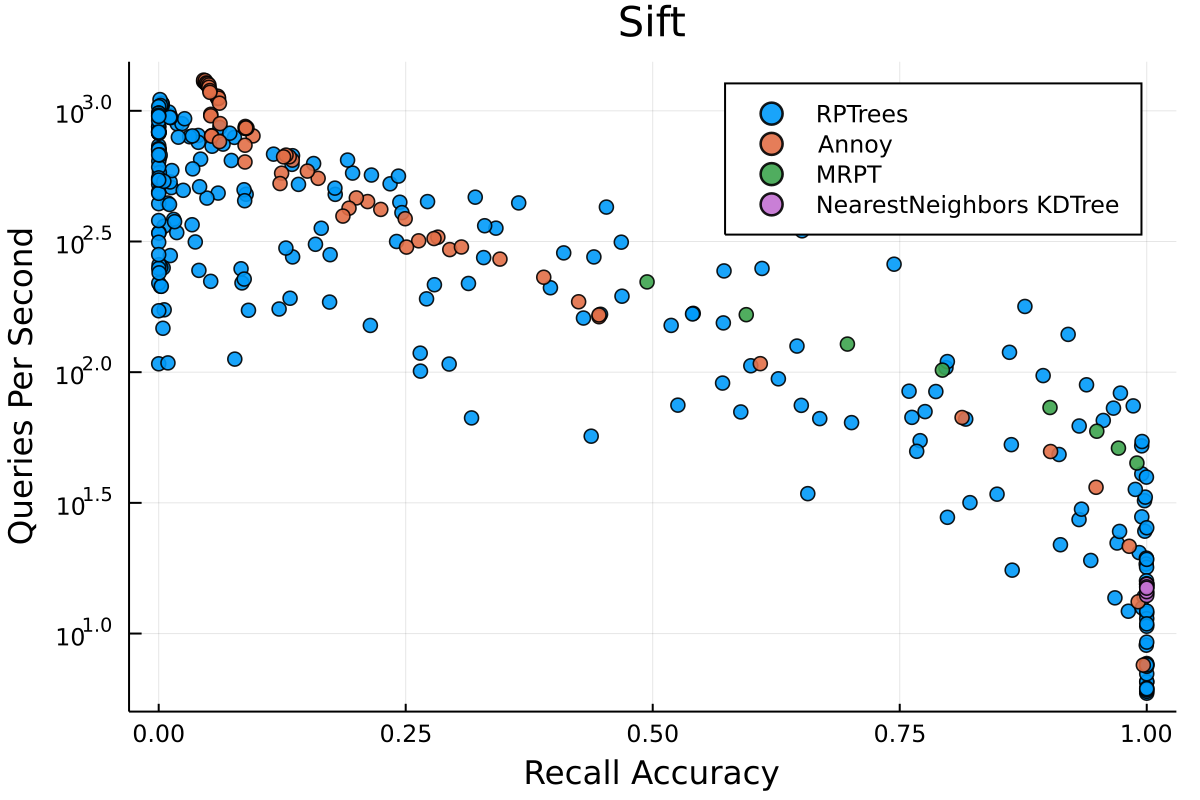 Sift
RPTrees
Annoy
MRPT
NearestNeighbors KDTree
Queries Per Second
10^3.0
10^2.5
10^2.0
10^1.5
10^1.0
0.00 0.25 0.50 0.75 1.00
Recall Accuracy